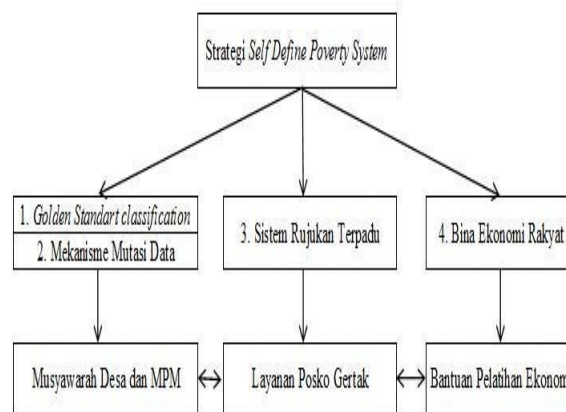 Strategi Self Define Poverty System
1. Golden Standart classification
2. Mekanisme Mutasi Data
3. Sistem Rujukan Terpadu
4. Bina Ekonomi Rakyat
Musyawarah Desa dan MPM
Layanan Posko Gertak
Bantuan Pelatihan Ekonomi